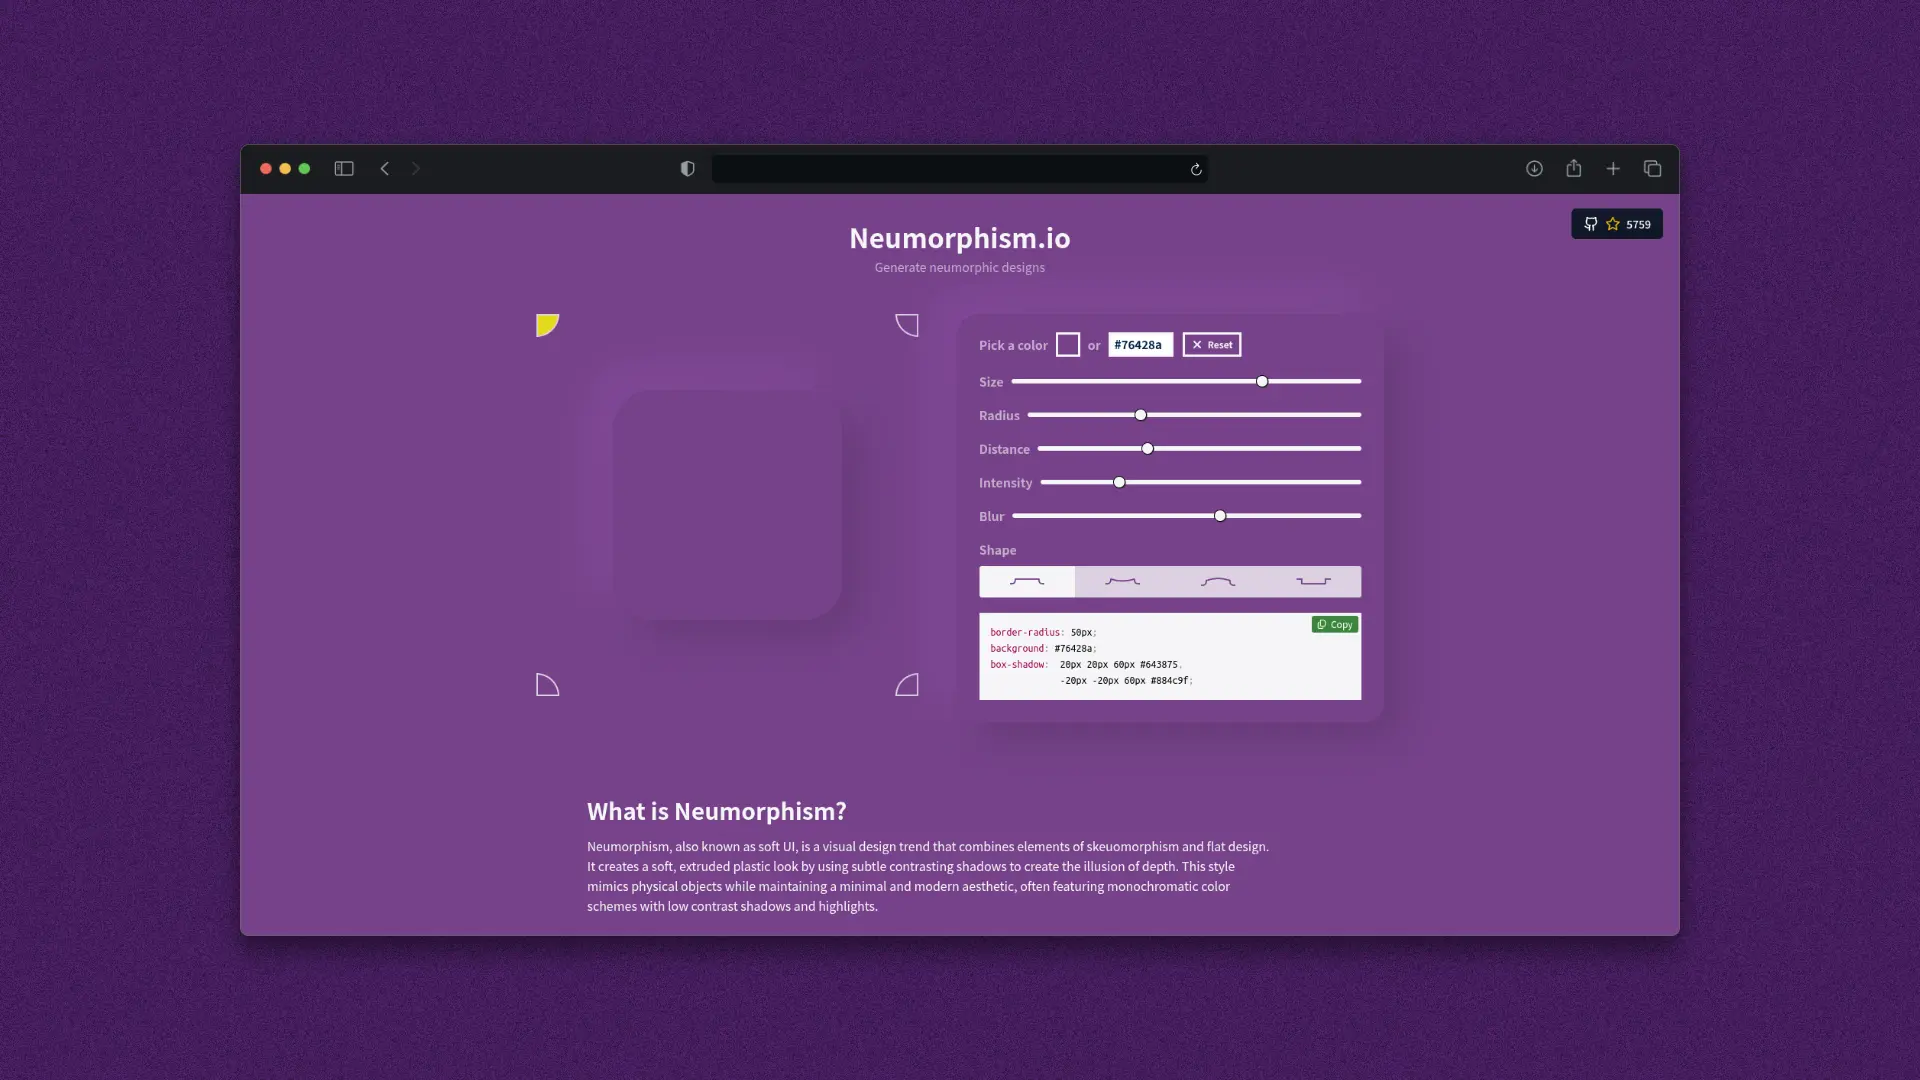 5759
Neumorphism.io
Generate neumorphic designs
Pick a color or #76428a Reset
Size
Radius
Distance
Intensity
Blur
Shape
Copy
border-radius: 50px;
background: #76428a;
box-shadow: 20px 20px 60px #643875,
-20px -20px 60px #884c9f;
What is Neumorphism?
Neumorphism, also known as soft UI, is a visual design trend that combines elements of skeuomorphism and flat design.
It creates a soft, extruded plastic look by using subtle contrasting shadows to create the illusion of depth. This style
mimics physical objects while maintaining a minimal and modern aesthetic, often featuring monochromatic color
schemes with low contrast shadows and highlights.